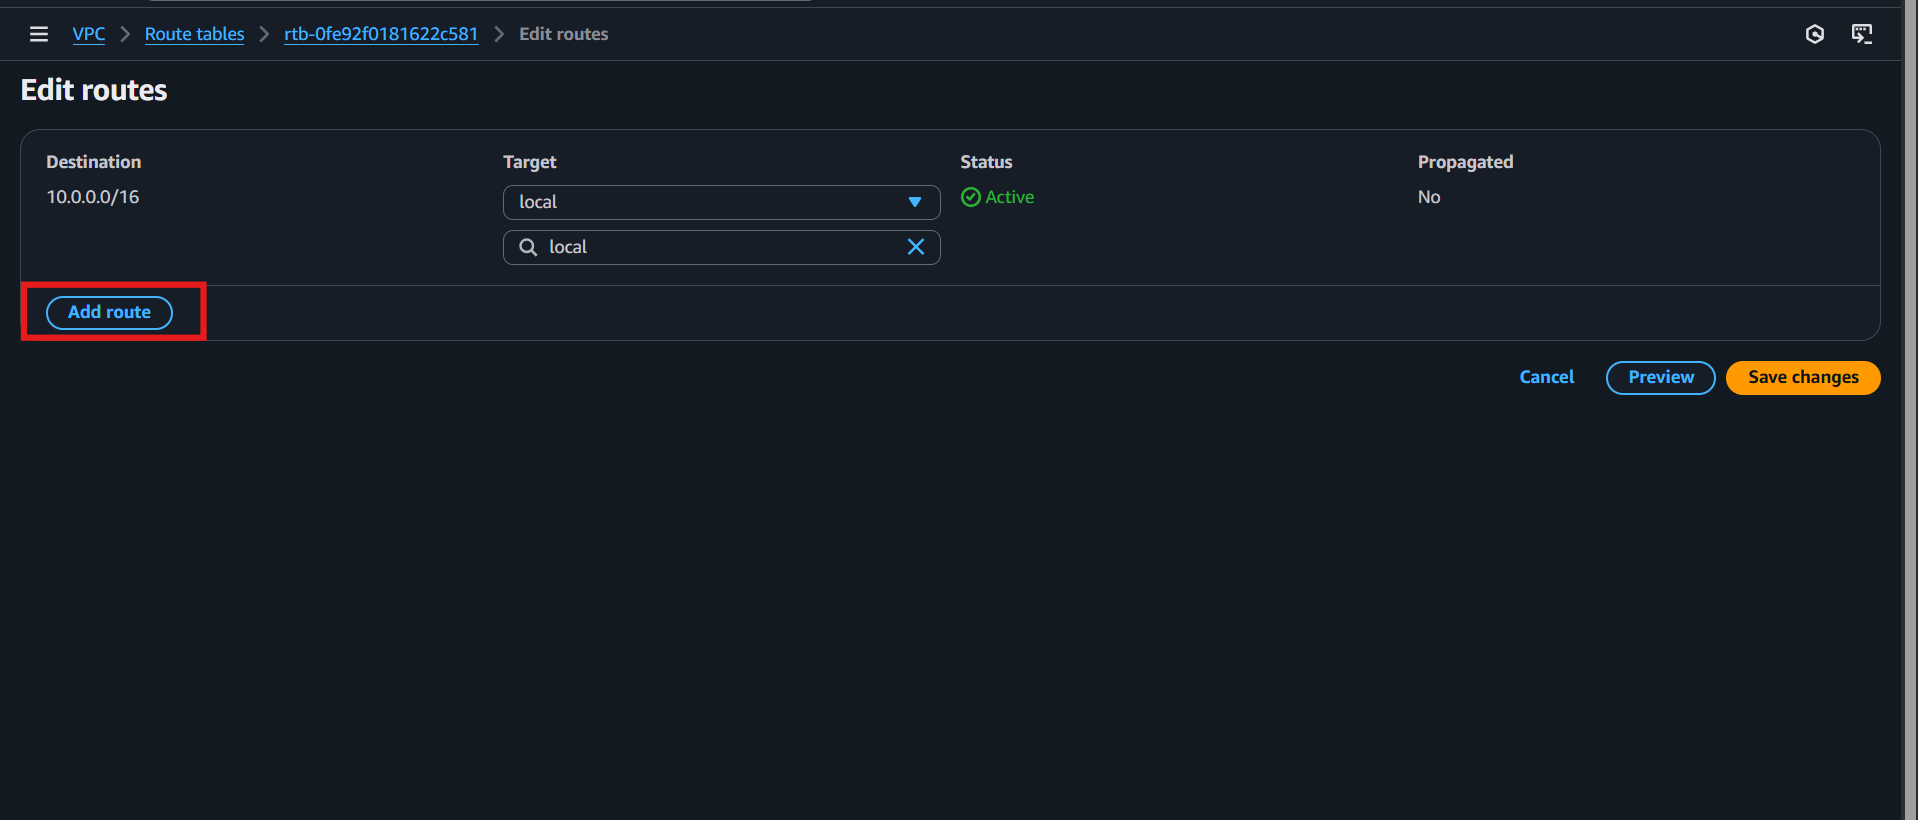 VPC > Route tables > rtb-0fe92f0181622c581 > Edit routes
Edit routes
Destination Target Status Propagated
10.0.0.0/16 local Active No
local
Add route
Cancel Preview Save changes